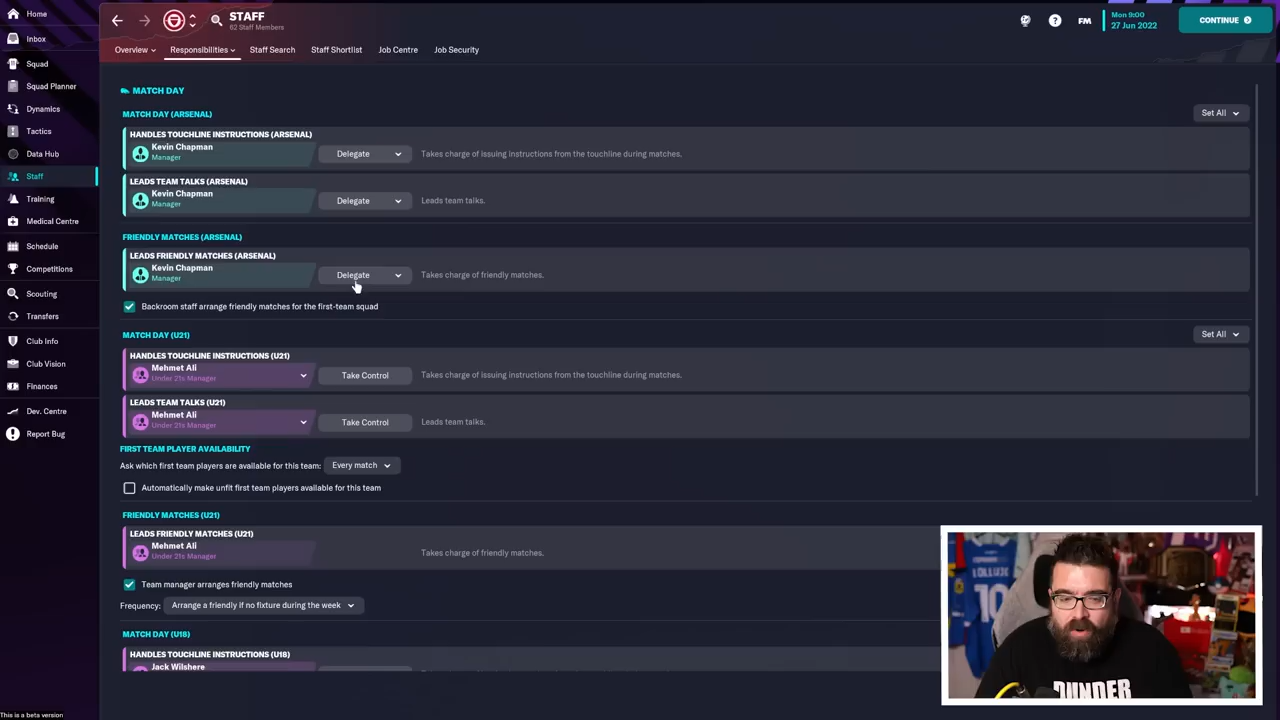 Home
Inbox
Squad
Squad Planner
Dynamics
Tactics
Data Hub
Staff
Training
Medical Centre
Schedule
Competitions
Scouting
Transfers
Club Info
Club Vision
Finances
Dev. Centre
Report Bug
This is a beta version
STAFF
62 Staff Members
FM
Mon 9:00
27 Jun 2022
CONTINUE
Overview
Responsibilities
Staff Search
Staff Shortlist
Job Centre
Job Security
MATCH DAY
MATCH DAY (ARSENAL)
Set All
HANDLES TOUCHLINE INSTRUCTIONS (ARSENAL)
Kevin Chapman
Manager
Delegate
Takes charge of issuing instructions from the touchline during matches.
LEADS TEAM TALKS (ARSENAL)
Kevin Chapman
Manager
Delegate
Leads team talks.
FRIENDLY MATCHES (ARSENAL)
LEADS FRIENDLY MATCHES (ARSENAL)
Kevin Chapman
Manager
Delegate
Takes charge of friendly matches.
Backroom staff arrange friendly matches for the first-team squad
MATCH DAY (U21)
Set All
HANDLES TOUCHLINE INSTRUCTIONS (U21)
Mehmet Ali
Under 21s Manager
Take Control
Takes charge of issuing instructions from the touchline during matches.
LEADS TEAM TALKS (U21)
Mehmet Ali
Under 21s Manager
Take Control
Leads team talks.
FIRST TEAM PLAYER AVAILABILITY
Ask which first team players are available for this team: Every match
Automatically make unfit first team players available for this team
FRIENDLY MATCHES (U21)
LEADS FRIENDLY MATCHES (U21)
Mehmet Ali
Under 21s Manager
Takes charge of friendly matches.
Team manager arranges friendly matches
Frequency: Arrange a friendly if no fixture during the week
MATCH DAY (U18)
HANDLES TOUCHLINE INSTRUCTIONS (U18)
Jack Wilshere
10
DUNDER